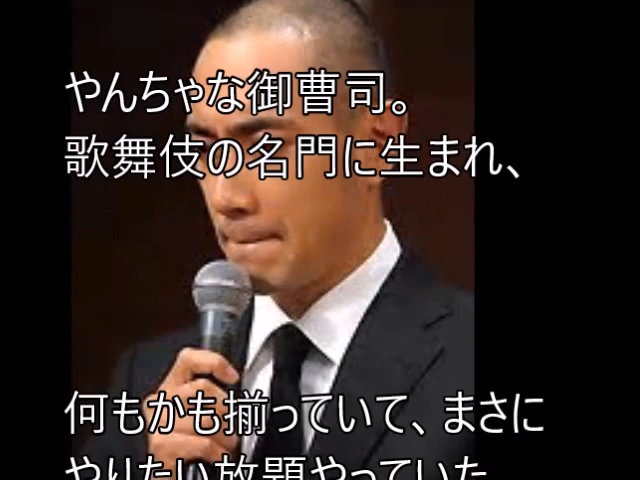 やんちゃな御曹司。
歌舞伎の名門に生まれ、
何もかも揃っていて、まさに
やりたい放題やっていた